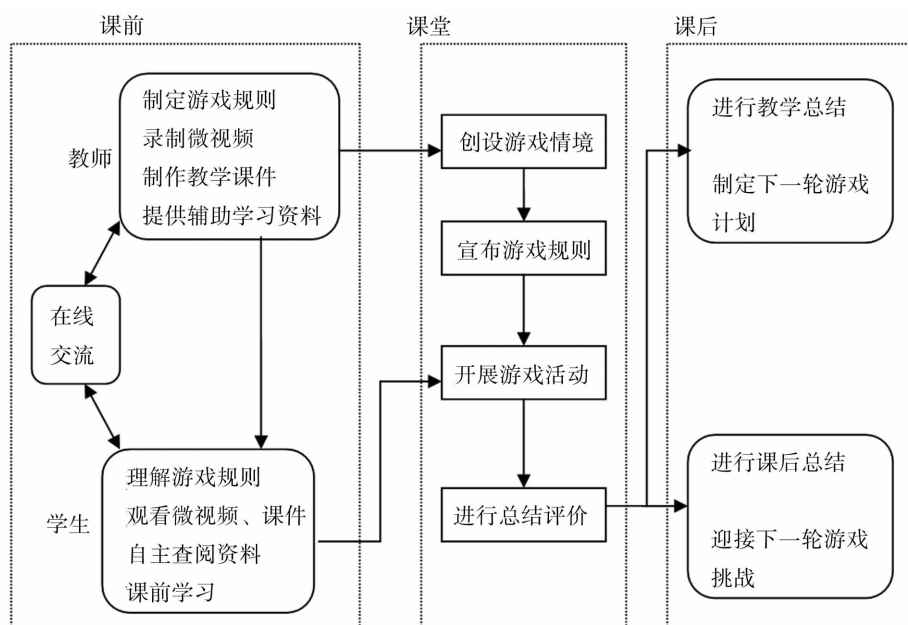 课前
教师
制定游戏规则
录制微视频
制作教学课件
提供辅助学习资料
在线
交流
学生
理解游戏规则
观看微视频、课件
自主查阅资料
课前学习
课堂
创设游戏情境
宣布游戏规则
开展游戏活动
进行总结评价
课后
进行教学总结
制定下一轮游戏
计划
进行课后总结
迎接下一轮游戏
挑战